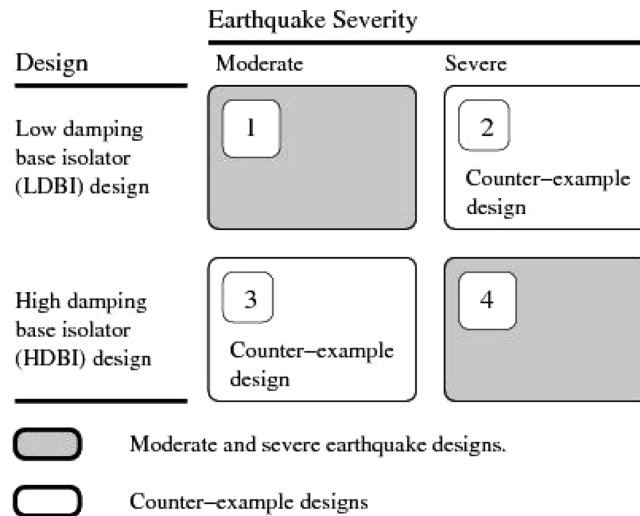 Earthquake Severity
Design
Moderate
Severe
Low damping
base isolator
(LDBI) design
1
2
Counter−example
design
High damping
base isolator
(HDBI) design
3
Counter−example
design
4
Moderate and severe earthquake designs.
Counter−example designs